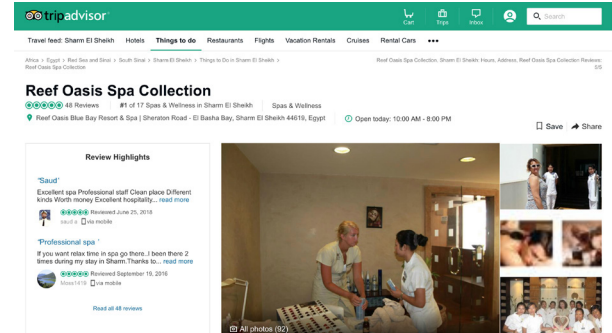 tripadvisor
Cart
Trips
Inbox
Search
Travel feed: Sharm El Sheikh Hotels Things to do Restaurants Flights Vacation Rentals Cruises Rental Cars
Africa > Egypt > Red Sea and Sinai > South Sinai > Sharm El Sheikh > Things to Do in Sharm El Sheikh >
Reef Oasis Spa Collection
Reef Oasis Spa Collection, Sharm El Sheikh: Hours, Address, Reef Oasis Spa Collection Reviews:
5/5
Reef Oasis Spa Collection
48 Reviews #1 of 17 Spas & Wellness in Sharm El Sheikh Spas & Wellness
Reef Oasis Blue Bay Resort & Spa | Sheraton Road - El Basha Bay, Sharm El Sheikh 44619, Egypt Open today: 10:00 AM - 8:00 PM
Save Share
Review Highlights
"Saud"
Excellent spa Professional staff Clean place Different
kinds Worth money Excellent hospitality... read more
Reviewed June 25, 2018
saud a via mobile
"Professional spa "
If you want relax time in spa go there..I been there 2
times during my stay in Sharm.Thanks to... read more
Reviewed September 19, 2016
via mobile
Read all 48 reviews
All photos (92)